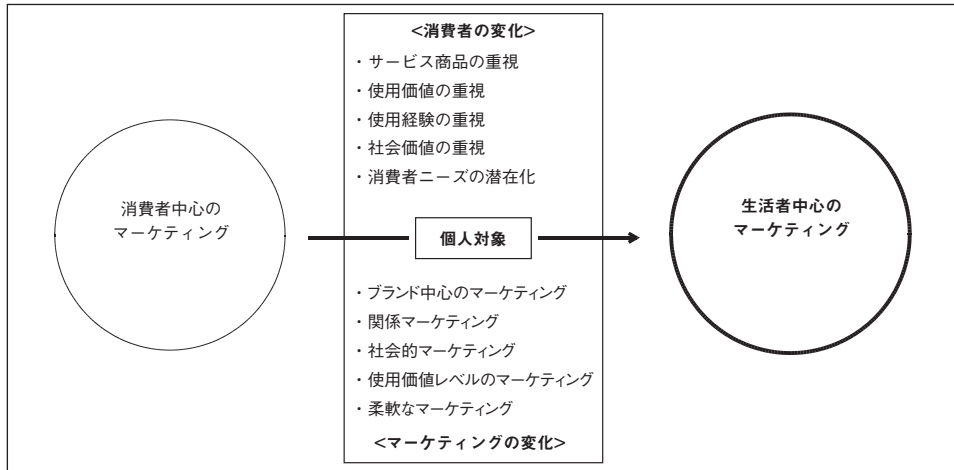 消費者中心の
マーケティング
<消費者の変化>
・サービス商品の重視
・使用価値の重視
・使用経験の重視
・社会価値の重視
・消費者ニーズの潜在化
個人対象
・ブランド中心のマーケティング
・関係マーケティング
・社会的マーケティング
・使用価値レベルのマーケティング
・柔軟なマーケティング
<マーケティングの変化>
生活者中心の
マーケティング